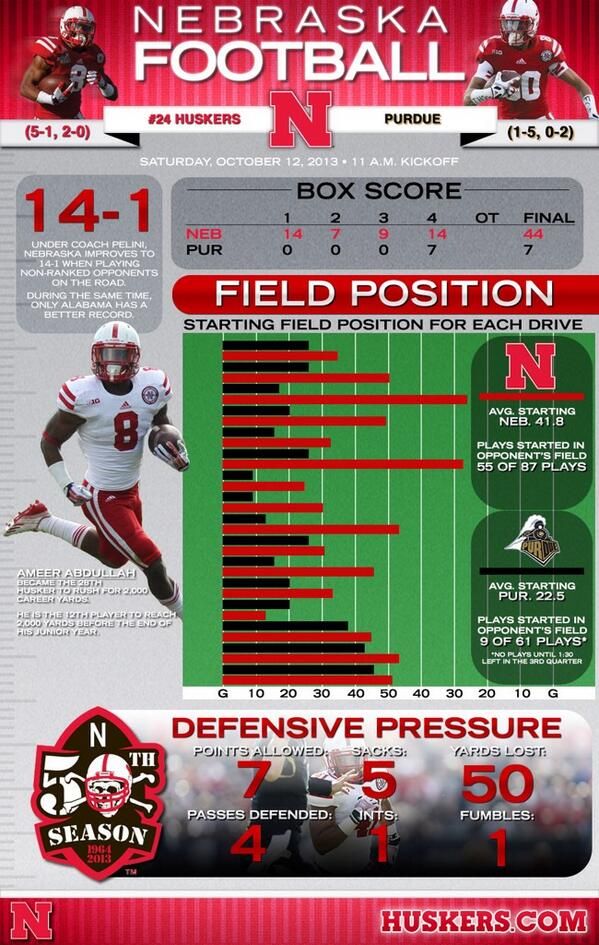 NEBRASKA
FOOTBALL
(5-1, 2-0)
#24 HUSKERS
N
PURDUE
(1-5, 0-2)
SATURDAY, OCTOBER 12, 2013 • 11 A.M. KICKOFF
14-1
UNDER COACH PELINI,
NEBRASKA IMPROVES TO
14-1 WHEN PLAYING
NON-RANKED OPPONENTS
ON THE ROAD.
DURING THE SAME TIME,
ONLY ALABAMA HAS A
BETTER RECORD.
BOX SCORE
1 2 3 4 OT FINAL
NEB 14 7 9 14 44
PUR 0 0 0 7 7
FIELD POSITION
STARTING FIELD POSITION FOR EACH DRIVE
N
AVG. STARTING
NEB. 41.8
PLAYS STARTED IN
OPPONENT'S FIELD
55 OF 87 PLAYS
PURDUE
AVG. STARTING
PUR. 22.5
PLAYS STARTED IN
OPPONENT'S FIELD
9 OF 61 PLAYS*
*NO PLAYS UNTIL 1:30
LEFT IN THE 3RD QUARTER
G 10 20 30 40 50 40 30 20 10 G
8
AMEER ABDULLAH
BECAME THE 28TH
HUSKER TO RUSH FOR 2,000
CAREER YARDS.
HE IS THE 12TH PLAYER TO REACH
2,000 YARDS BEFORE THE END OF
HIS JUNIOR YEAR.
N
50TH
SEASON
1964
2013
TM
DEFENSIVE PRESSURE
POINTS ALLOWED: SACKS: YARDS LOST:
7 5 50
PASSES DEFENDED: INTS: FUMBLES:
4 1 1
N
HUSKERS.COM